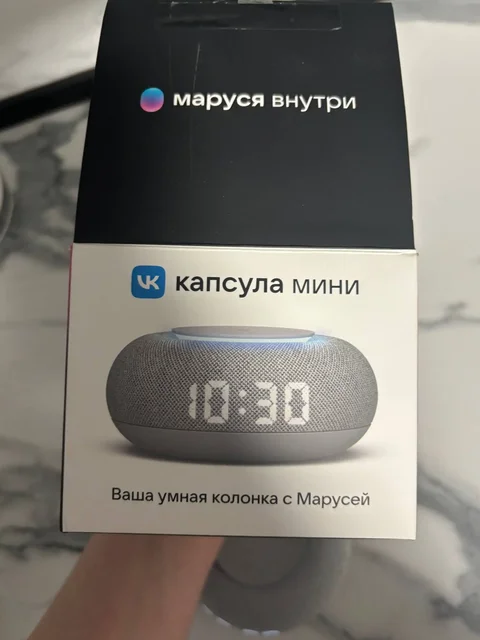 маруся внутри
VK капсула мини
10:30
Ваша умная колонка с Марусей